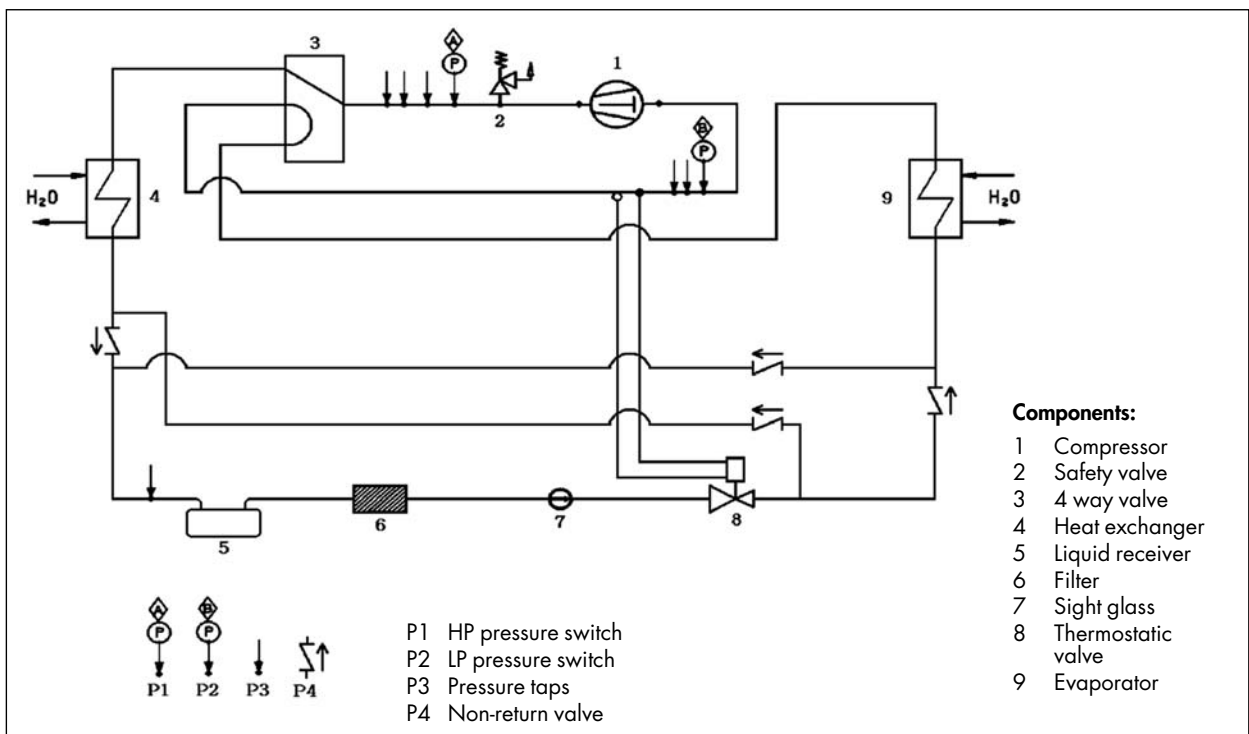 3
A
P
1
2
B
P
H₂O
4
9
H₂O
5
6
7
8
Components:
1 Compressor
2 Safety valve
3 4 way valve
4 Heat exchanger
5 Liquid receiver
6 Filter
7 Sight glass
8 Thermostatic
valve
9 Evaporator
A
P
P1
B
P
P2
P3
P4
P1 HP pressure switch
P2 LP pressure switch
P3 Pressure taps
P4 Non-return valve